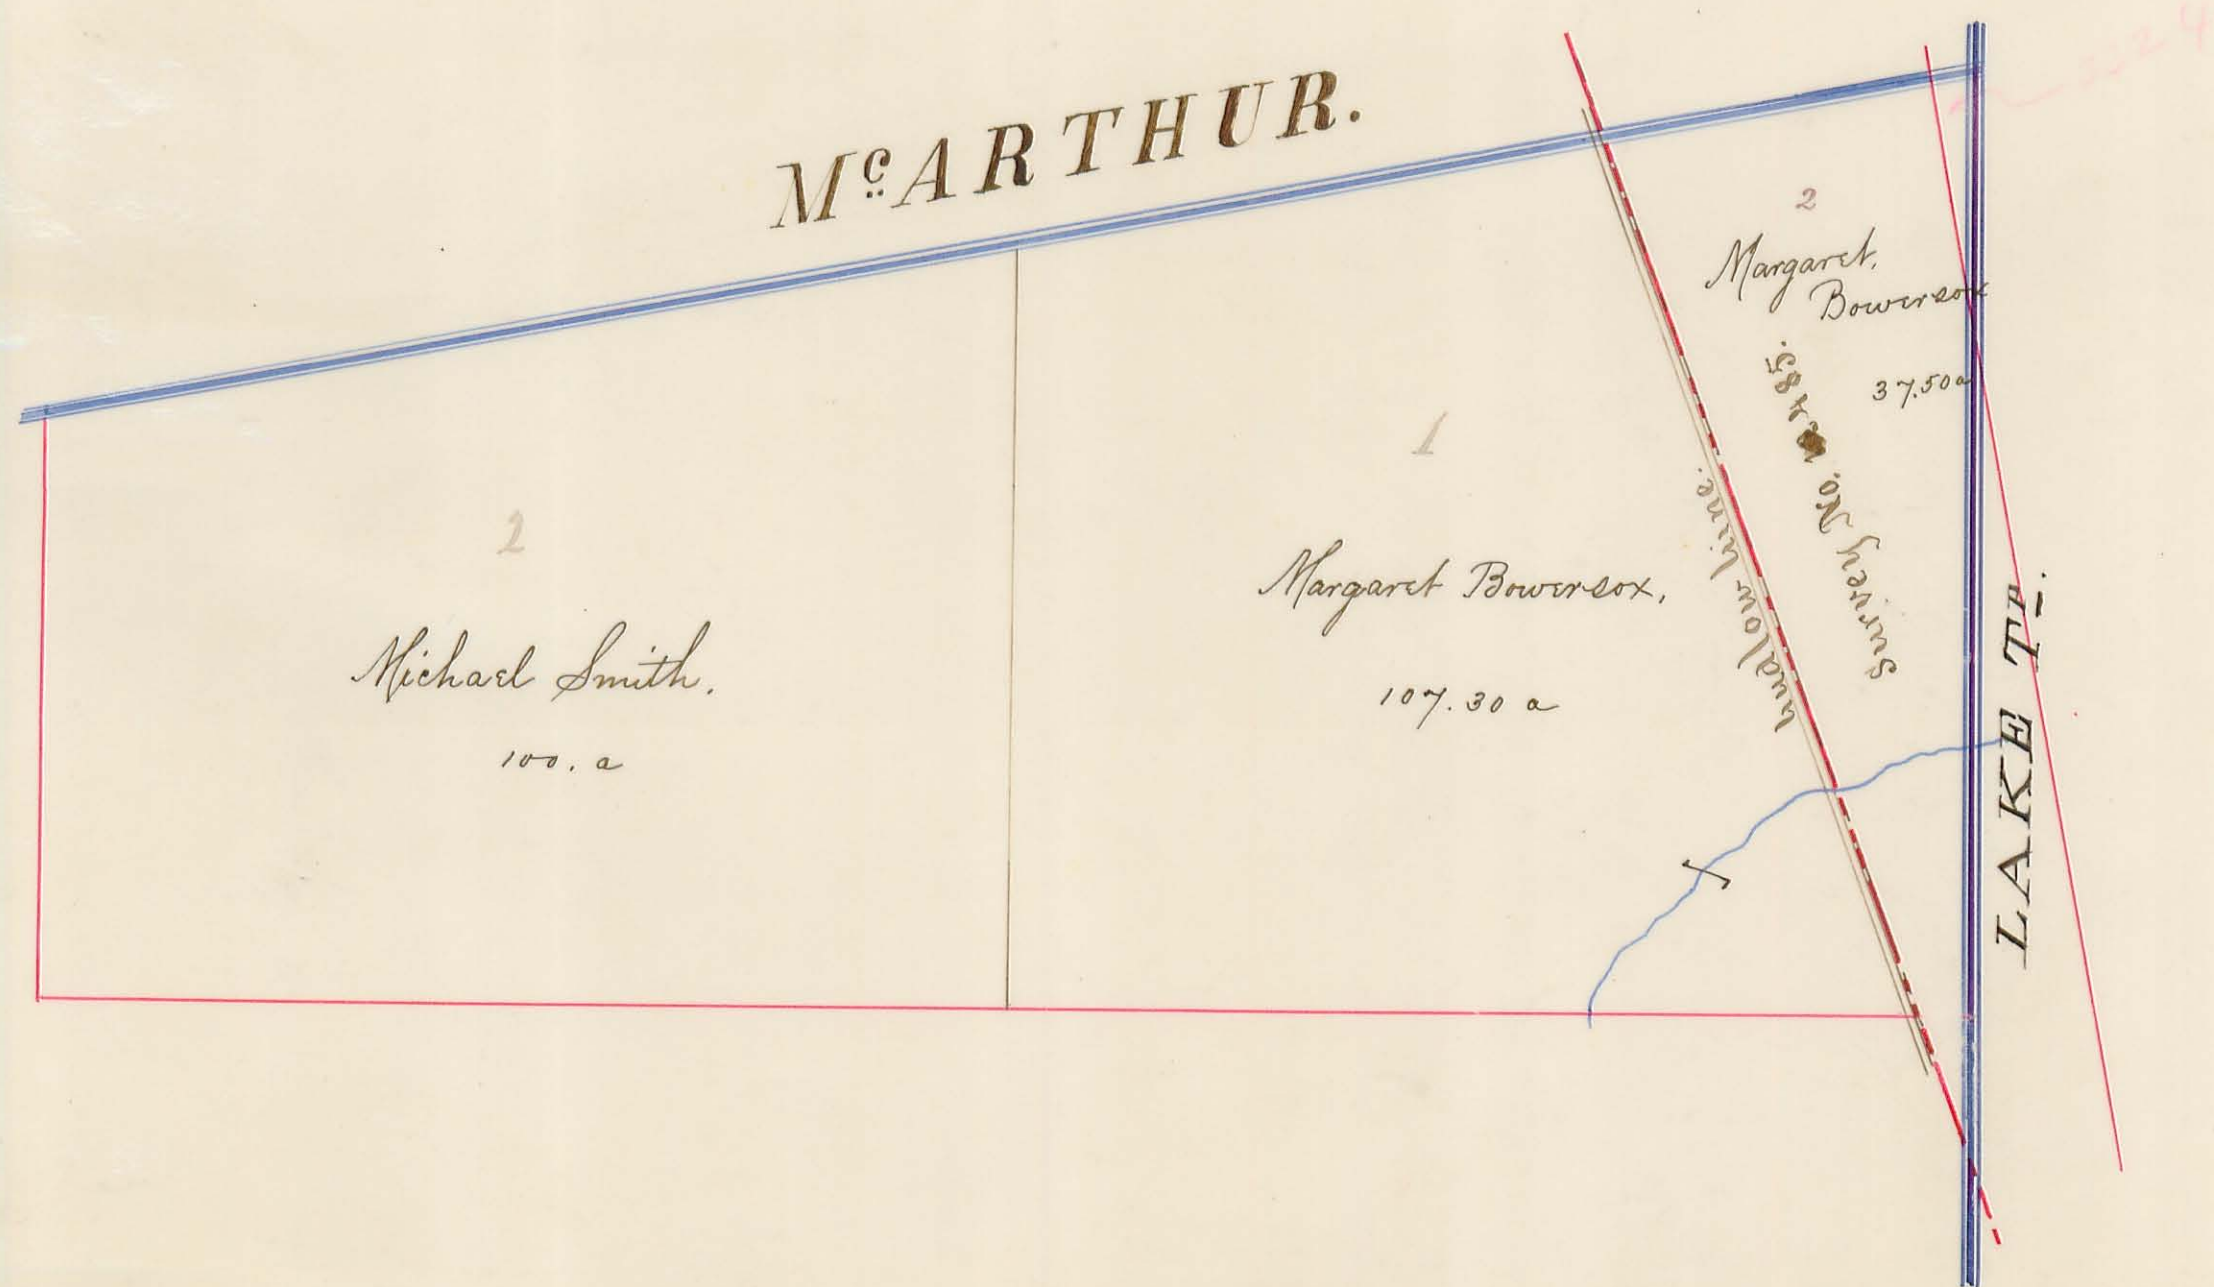 McARTHUR.
2
Margaret,
Bowersox
37.50a
Survey No. 485.
Ludlow Line.
1
Margaret Bowersox,
107.30 a
2
Michael Smith.
100. a
LAKE TP.